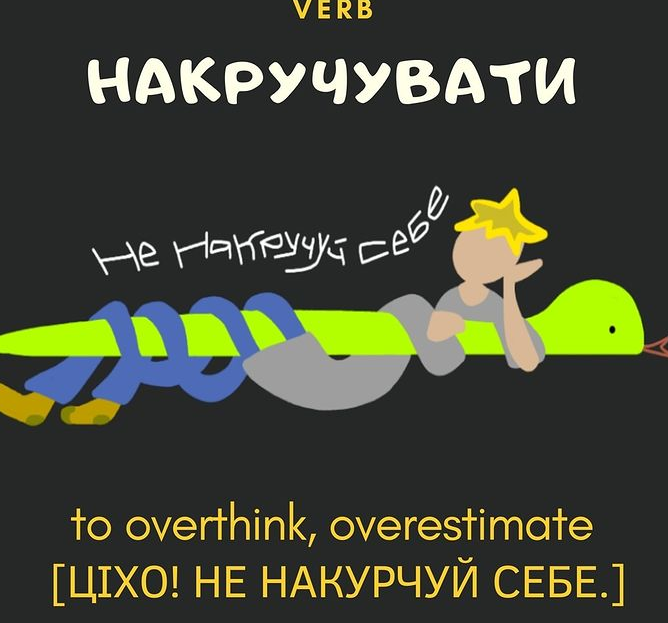 VERB
НАКРУЧУВАТИ
Не Накручуй себе
to overthink, overestimate
[ЦІХО! НЕ НАКУРЧУЙ СЕБЕ.]